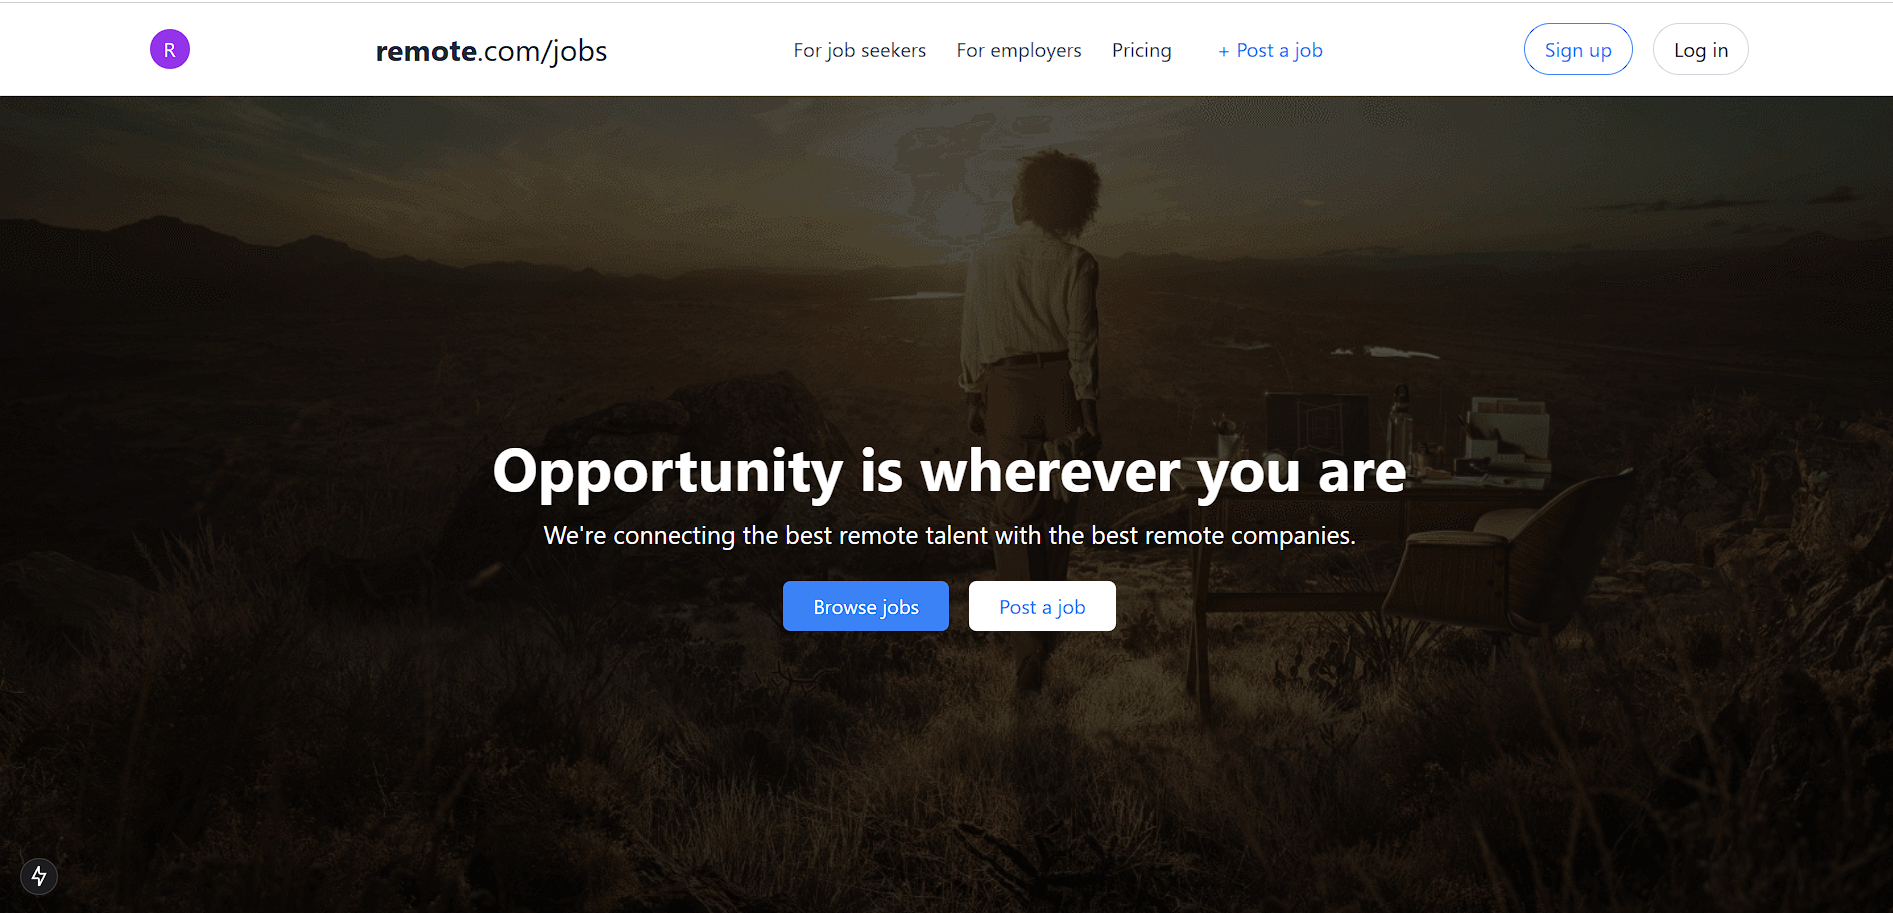 R
remote.com/jobs
For job seekers
For employers
Pricing
+ Post a job
Sign up
Log in
Opportunity is wherever you are
We're connecting the best remote talent with the best remote companies.
Browse jobs
Post a job